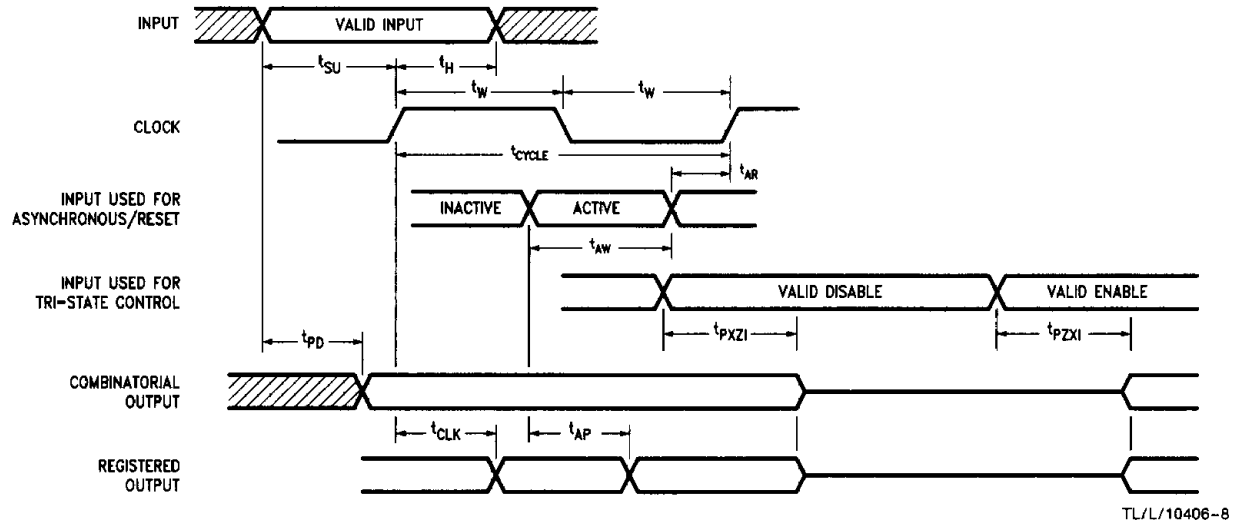 INPUT
VALID INPUT
tSU
tH
tW
tW
CLOCK
tCYCLE
tAR
INPUT USED FOR
ASYNCHRONOUS/RESET
INACTIVE
ACTIVE
tAW
INPUT USED FOR
TRI-STATE CONTROL
VALID DISABLE
VALID ENABLE
tPXZI
tPZXI
tPD
COMBINATORIAL
OUTPUT
tCLK
tAP
REGISTERED
OUTPUT
TL/L/10406-8